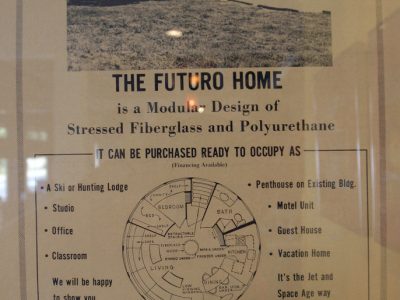 THE FUTURO HOME
is a Modular Design of
Stressed Fiberglass and Polyurethane
IT CAN BE PURCHASED READY TO OCCUPY AS
(Financing Available)
• A Ski or Hunting Lodge
• Studio
• Office
• Classroom
We will be happy
to show you
• Penthouse on Existing Bldg.
• Motel Unit
• Guest House
• Vacation Home
It's the Jet and
Space Age way
BEDROOM
BATH
KITCHEN
DINING
LIVING